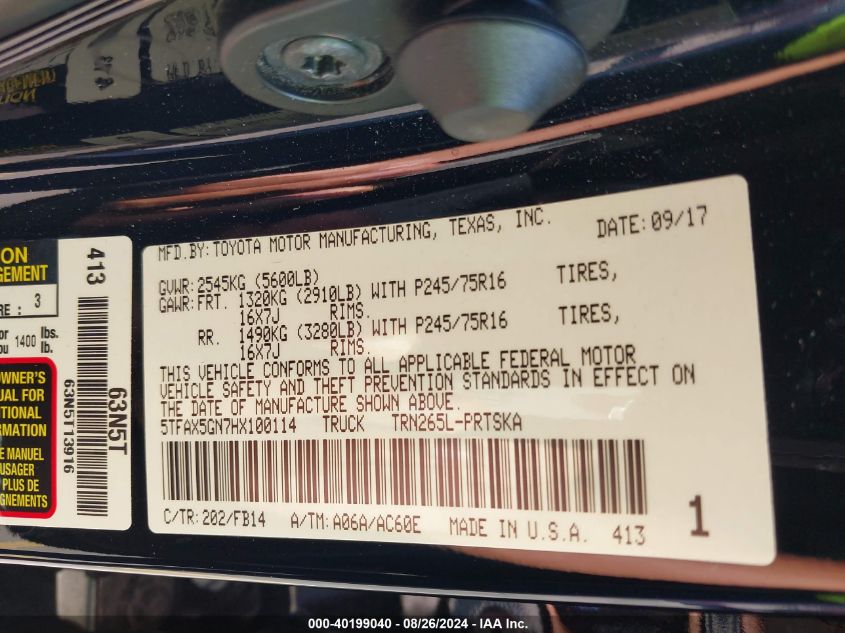 MFD.BY: TOYOTA MOTOR MANUFACTURING, TEXAS, INC. DATE: 09/17
GVWR: 2545KG (5600LB)
GAWR: FRT. 1320KG (2910LB) WITH P245/75R16 TIRES,
16X7J RIMS.
RR. 1490KG (3280LB) WITH P245/75R16 TIRES,
16X7J RIMS.
THIS VEHICLE CONFORMS TO ALL APPLICABLE FEDERAL MOTOR
VEHICLE SAFETY AND THEFT PREVENTION STANDARDS IN EFFECT ON
THE DATE OF MANUFACTURE SHOWN ABOVE.
5TFAX5GN7HX100114 TRUCK TRN265L-PRTSKA
C/TR: 202/FB14 A/TM: A06A/AC60E MADE IN U.S.A. 413
1
ION
GEMENT
RE : 3
or
ou 1400 lbs.
lb.
OWNER'S
UAL FOR
TIONAL
RMATION
E MANUEL
USAGER
PLUS DE
GNEMENTS
413
63N5T
63N5T13916
000-40199040 - 08/26/2024 - IAA Inc.